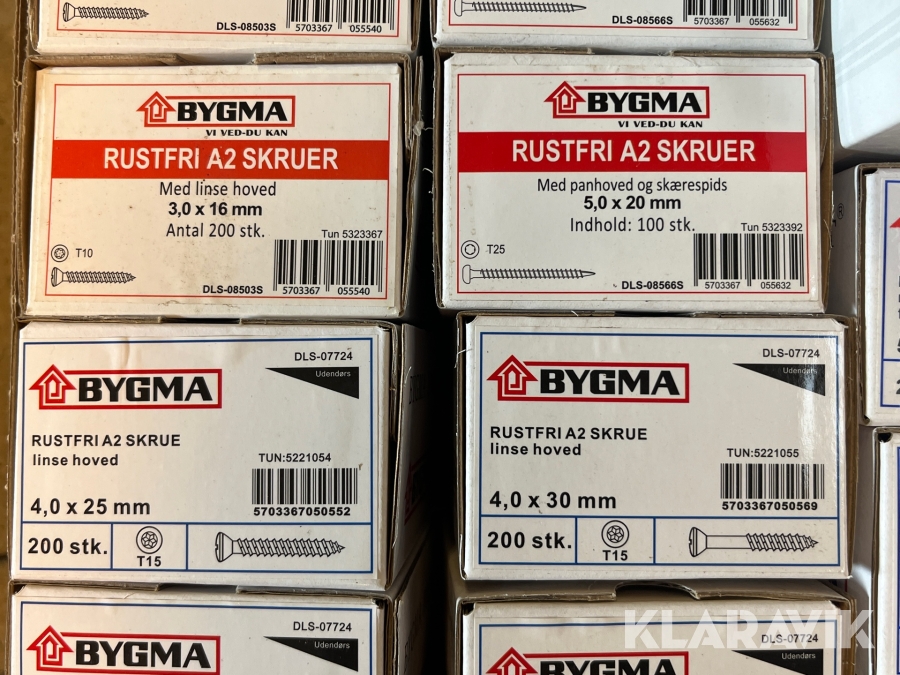 DLS-08503S
5703367 055540
DLS-08566S
5703367 055632
BYGMA
VI VED-DU KAN
RUSTFRI A2 SKRUER
Med linse hoved
3,0 x 16 mm
Antal 200 stk.
Tun 5323367
T10
DLS-08503S
5703367 055540
BYGMA
VI VED-DU KAN
RUSTFRI A2 SKRUER
Med panhoved og skærespids
5,0 x 20 mm
Indhold: 100 stk.
Tun 5323392
T25
DLS-08566S
5703367 055632
DLS-07724
BYGMA
Udendørs
RUSTFRI A2 SKRUE
linse hoved
TUN:5221054
4,0 x 25 mm
5703367050552
200 stk.
T15
DLS-07724
BYGMA
Udendørs
RUSTFRI A2 SKRUE
linse hoved
TUN:5221055
4,0 x 30 mm
5703367050569
200 stk.
T15
DLS-07724
BYGMA
Udendørs
DLS-07724
BYGMA
Udendørs
KLARAVIK